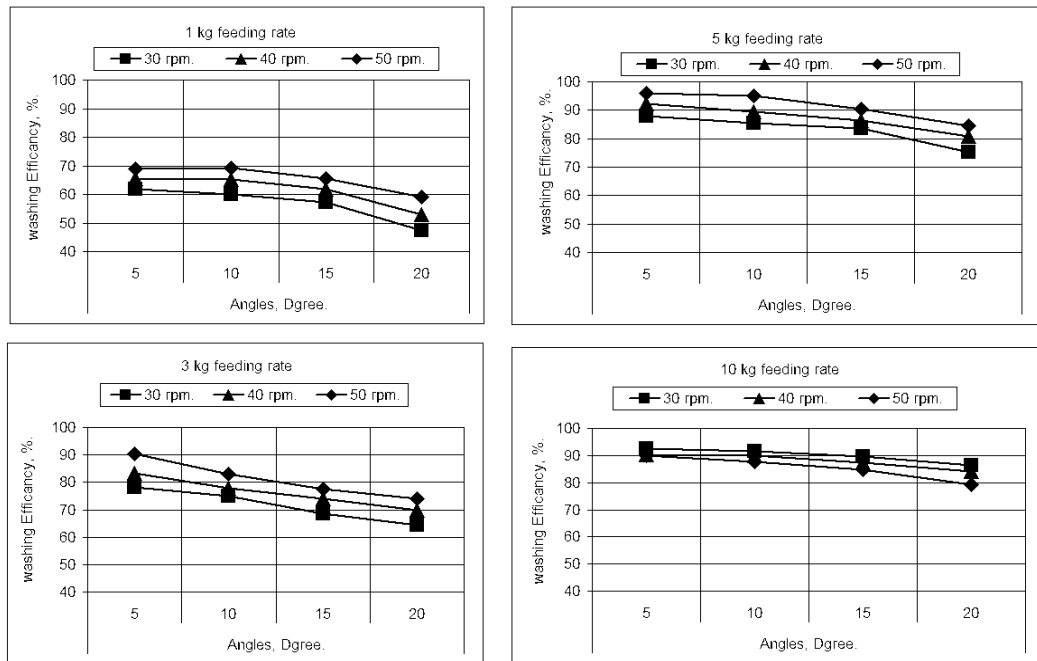 1 kg feeding rate
30 rpm. 40 rpm. 50 rpm.
washing Efficancy, %.
100
90
80
70
60
50
40
5 10 15 20
Angles, Dgree.
5 kg feeding rate
30 rpm. 40 rpm. 50 rpm.
washing Efficancy, %.
100
90
80
70
60
50
40
5 10 15 20
Angles, Dgree.
3 kg feeding rate
30 rpm. 40 rpm. 50 rpm.
washing Efficancy, %.
100
90
80
70
60
50
40
5 10 15 20
Angles, Dgree.
10 kg feeding rate
30 rpm. 40 rpm. 50 rpm.
washing Efficancy, %.
100
90
80
70
60
50
40
5 10 15 20
Angles, Dgree.